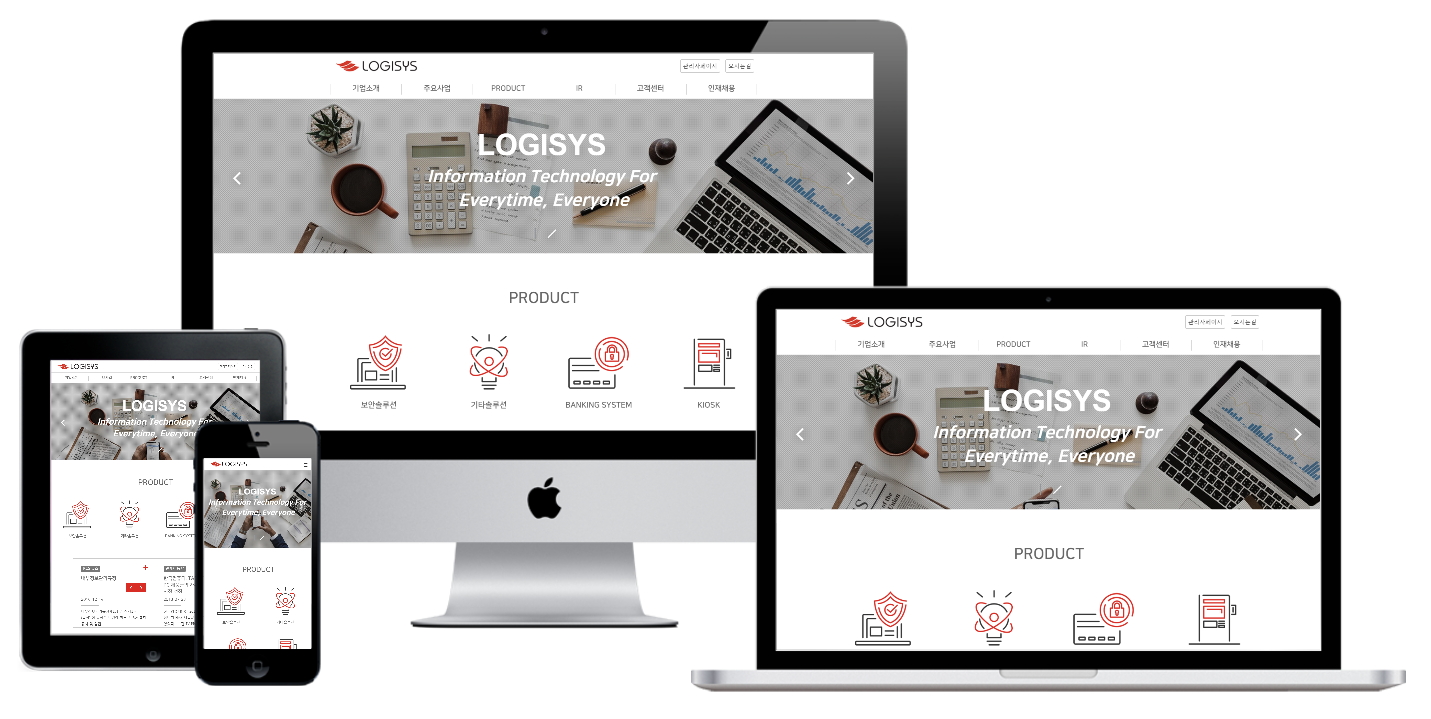 LOGISYS
관리자페이지 오시는길
기업소개 주요사업 PRODUCT IR 고객센터 인재채용
LOGISYS
Information Technology For
Everytime, Everyone
PRODUCT
보안솔루션 기타솔루션 BANKING SYSTEM KIOSK
LOGISYS
LOGISYS
Information Technology For
Everytime, Everyone
PRODUCT
LOGISYS
LOGISYS
Information Technology For
Everytime, Everyone
PRODUCT
LOGISYS
관리자페이지 오시는길
기업소개 주요사업 PRODUCT IR 고객센터 인재채용
LOGISYS
Information Technology For
Everytime, Everyone
PRODUCT